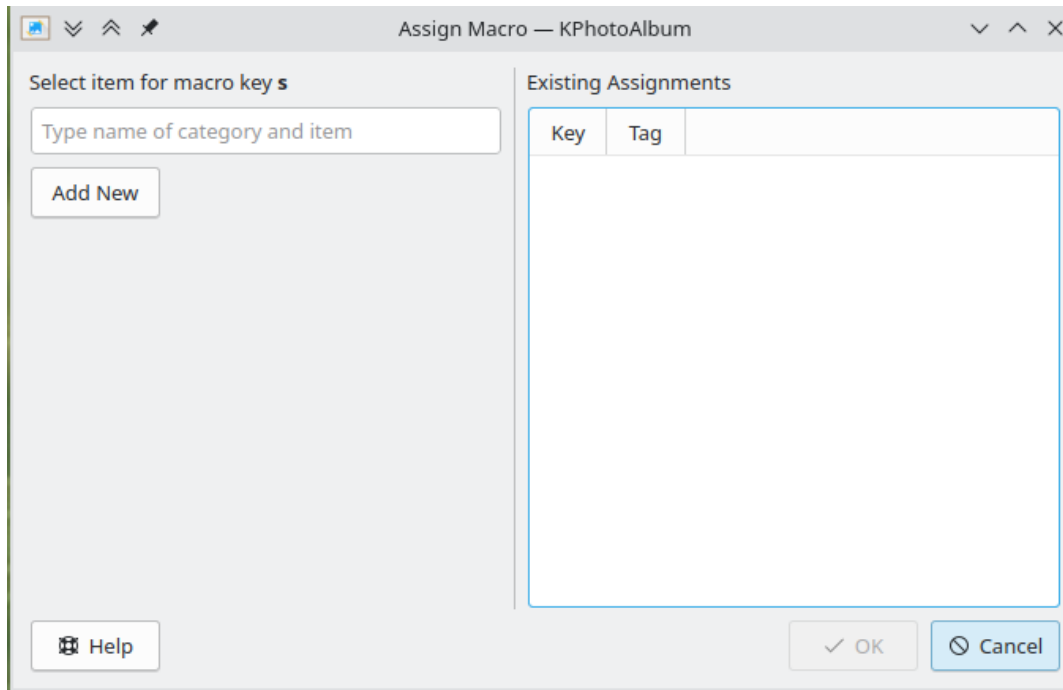 Assign Macro — KPhotoAlbum
Select item for macro key s
Type name of category and item
Add New
Existing Assignments
Key Tag
Help
OK
Cancel